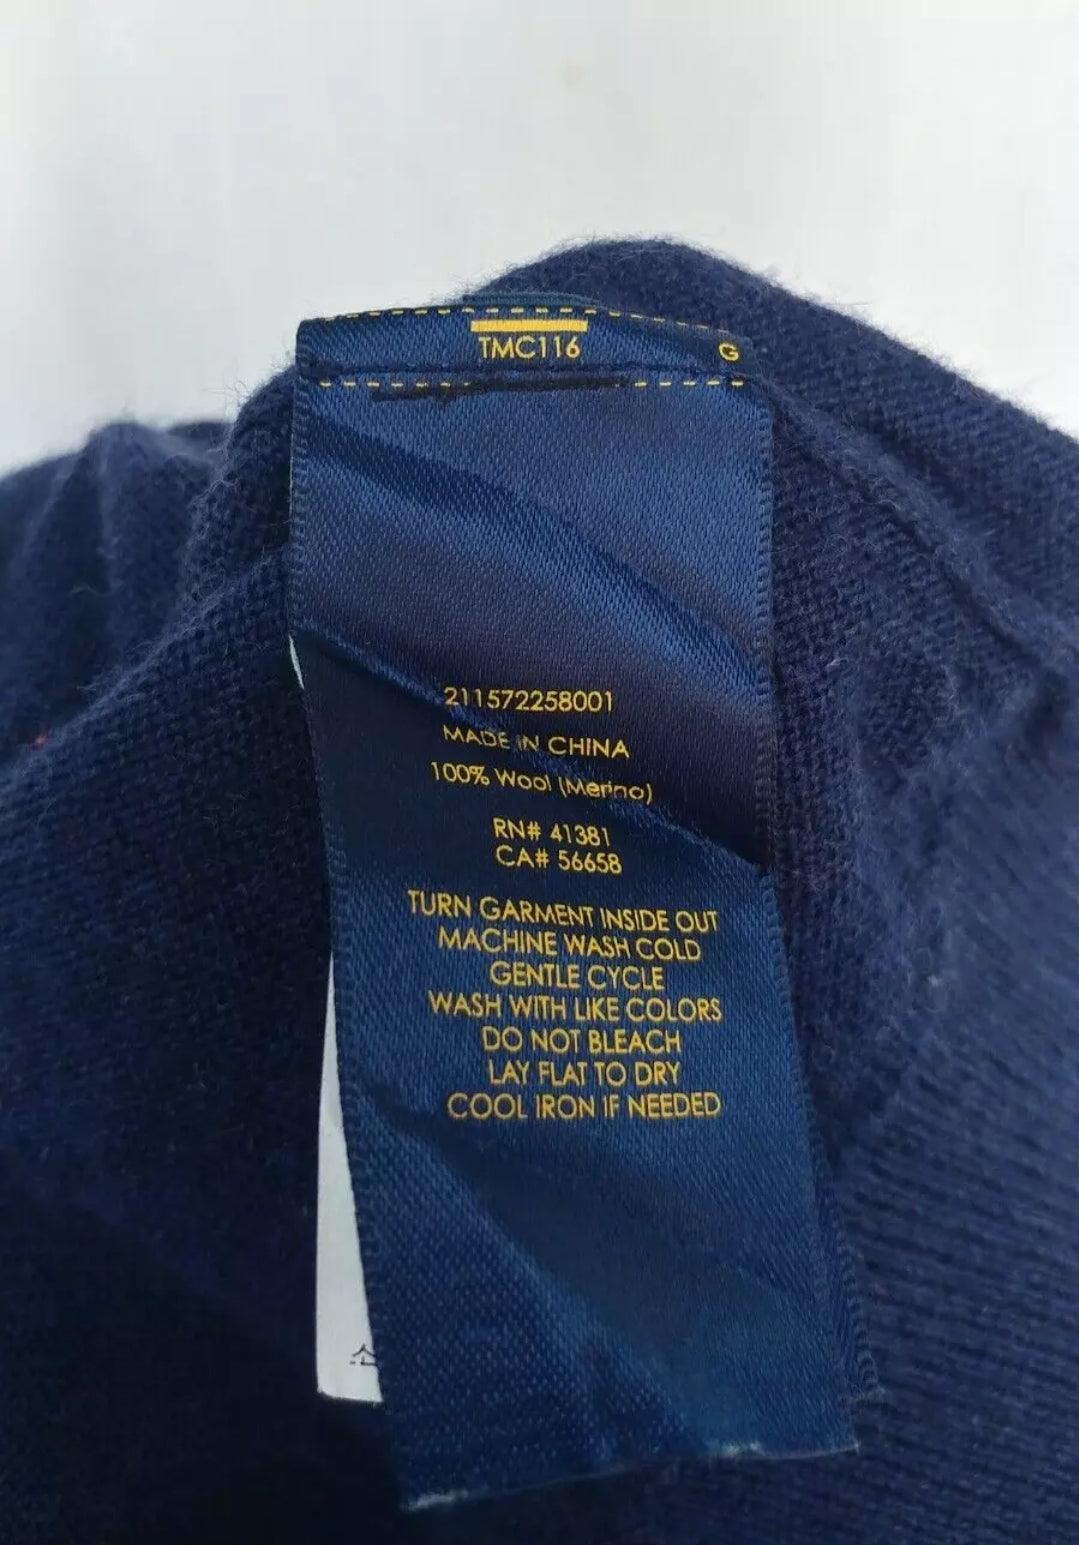 TMC116
G
211572258001
MADE IN CHINA
100% Wool (Merino)
RN# 41381
CA# 56658
TURN GARMENT INSIDE OUT
MACHINE WASH COLD
GENTLE CYCLE
WASH WITH LIKE COLORS
DO NOT BLEACH
LAY FLAT TO DRY
COOL IRON IF NEEDED